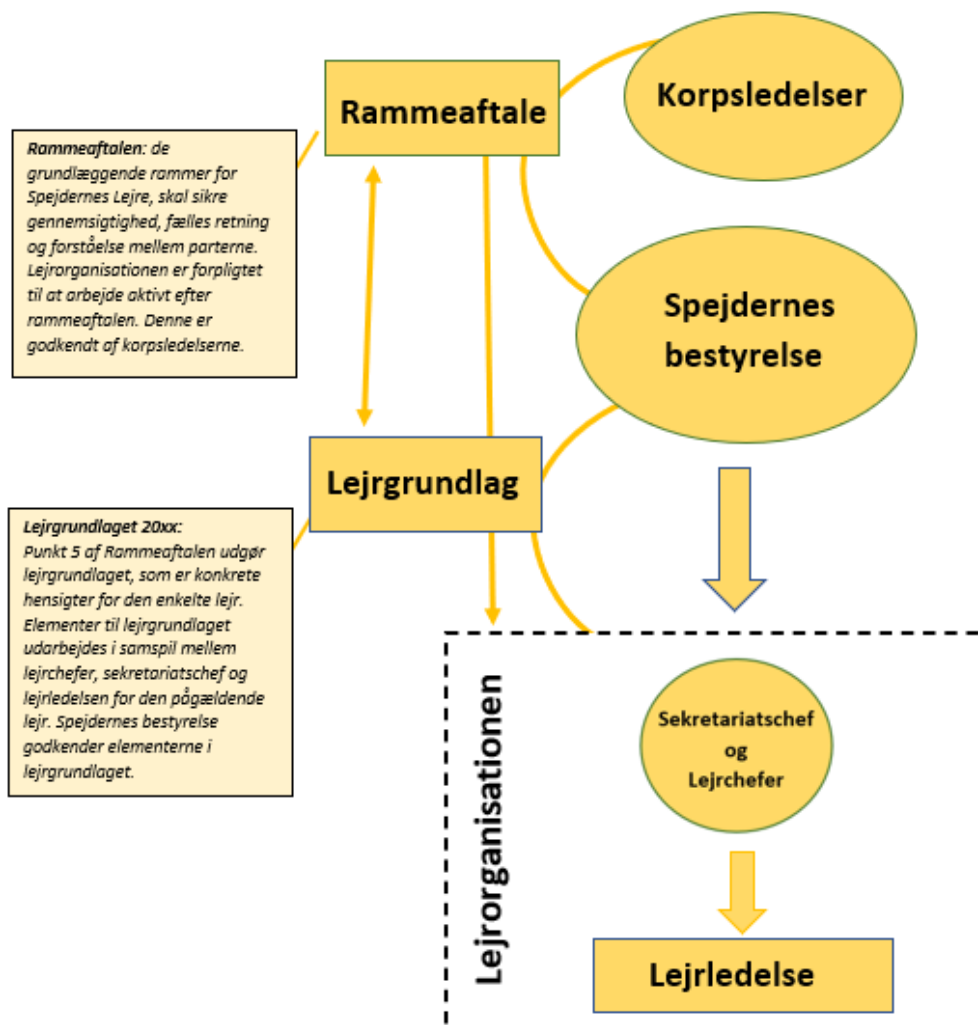 Korpsledelser
Rammeaftale
Rammeaftalen: de
grundlæggende rammer for
Spejdernes Lejre, skal sikre
gennemsigtighed, fælles retning
og forståelse mellem parterne.
Lejrorganisationen er forpligtet
til at arbejde aktivt efter
rammeaftalen. Denne er
godkendt af korpsledelserne.
Spejdernes
bestyrelse
Lejrgrundlag
Lejrgrundlaget 20xx:
Punkt 5 af Rammeaftalen udgør
lejrgrundlaget, som er konkrete
hensigter for den enkelte lejr.
Elementer til lejrgrundlaget
udarbejdes i samspil mellem
lejrchefer, sekretariatschef og
lejrledelsen for den pågældende
lejr. Spejdernes bestyrelse
godkender elementerne i
lejrgrundlaget.
Lejrorganisationen
Sekretariatschef
og
Lejrchefer
Lejrledelse